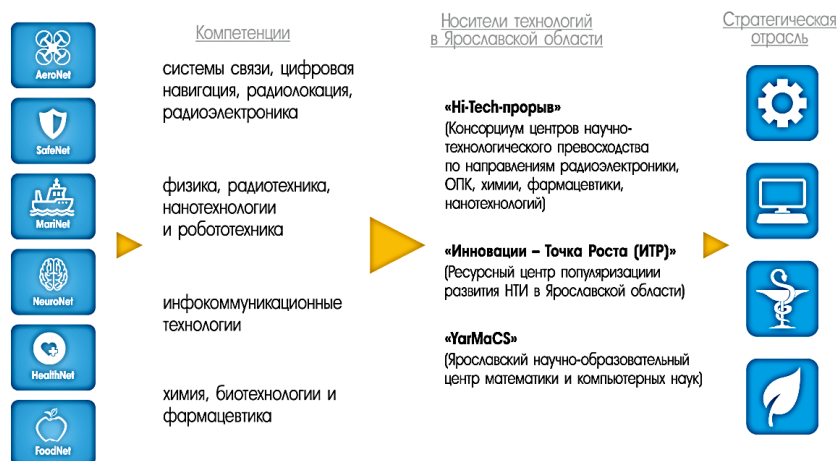 AeroNet
SafeNet
MariNet
NeuroNet
HealthNet
FoodNet
Компетенции
системы связи, цифровая
навигация, радиолокация,
радиоэлектроника
физика, радиотехника,
нанотехнологии
и робототехника
инфокоммуникационные
технологии
химия, биотехнологии и
фармацевтика
Носители технологий
в Ярославской области
«Hi-Tech-прорыв»
(Консорциум центров научно-
технологического превосходства
по направлениям радиоэлектроники,
ОПК, химии, фармацевтики,
нанотехнологий)
«Инновации – Точка Роста (ИТР)»
(Ресурсный центр популяризациии
развития НТИ в Ярославской области)
«YarMaCS»
(Ярославский научно-образовательный
центр математики и компьютерных наук)
Стратегическая
отрасль